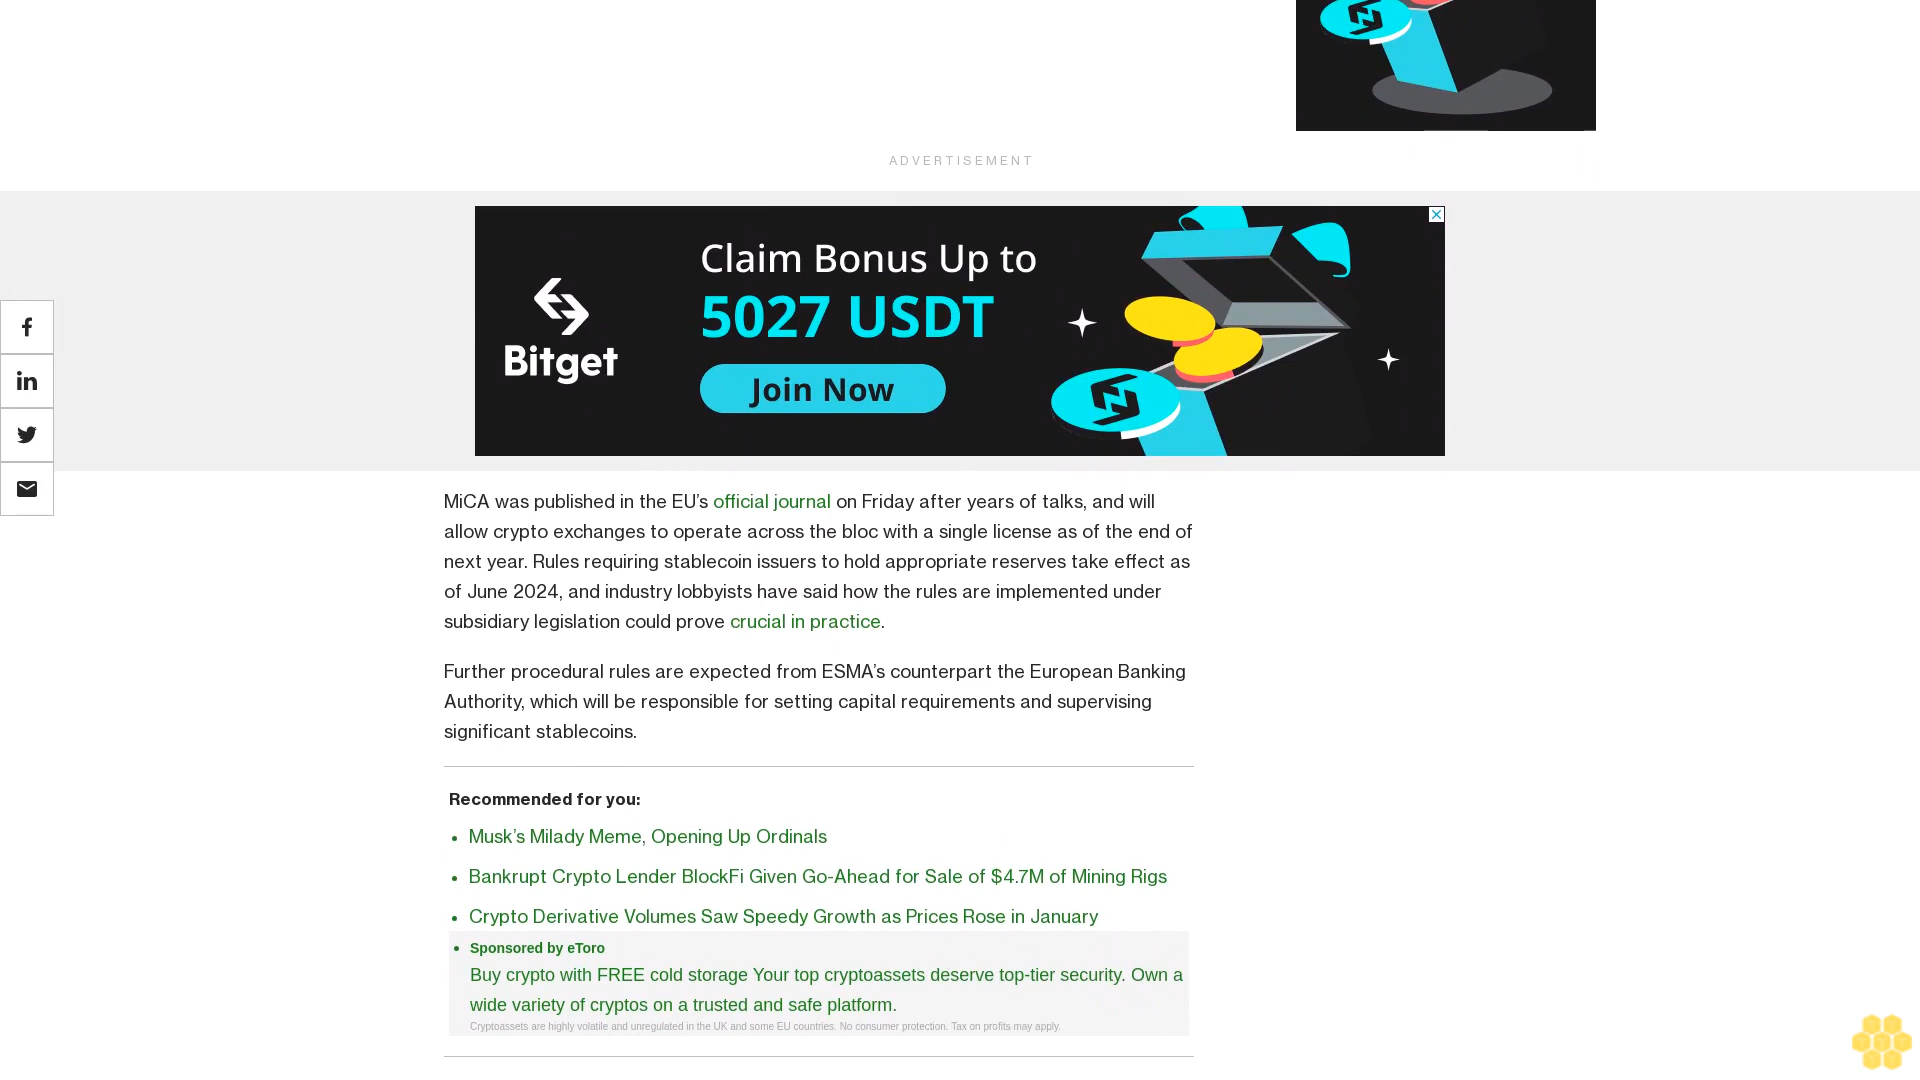 ADVERTISEMENT
Claim Bonus Up to
5027 USDT
Bitget
Join Now
MiCA was published in the EU’s official journal on Friday after years of talks, and will
allow crypto exchanges to operate across the bloc with a single license as of the end of
next year. Rules requiring stablecoin issuers to hold appropriate reserves take effect as
of June 2024, and industry lobbyists have said how the rules are implemented under
subsidiary legislation could prove crucial in practice.
Further procedural rules are expected from ESMA’s counterpart the European Banking
Authority, which will be responsible for setting capital requirements and supervising
significant stablecoins.
Recommended for you:
• Musk’s Milady Meme, Opening Up Ordinals
• Bankrupt Crypto Lender BlockFi Given Go-Ahead for Sale of $4.7M of Mining Rigs
• Crypto Derivative Volumes Saw Speedy Growth as Prices Rose in January
• Sponsored by eToro
Buy crypto with FREE cold storage Your top cryptoassets deserve top-tier security. Own a
wide variety of cryptos on a trusted and safe platform.
Cryptoassets are highly volatile and unregulated in the UK and some EU countries. No consumer protection. Tax on profits may apply.